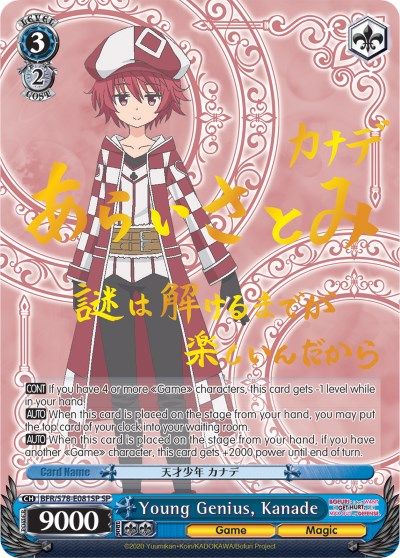 LEVEL
3
2
COST
カナデ
あらいさとみ
謎は解けるまでが
楽しいんだから
CONT If you have 4 or more «Game» characters, this card gets -1 level while
in your hand.
AUTO When this card is placed on the stage from your hand, you may put
the top card of your clock into your waiting room.
AUTO When this card is placed on the stage from your hand, if you have
another «Game» character, this card gets +2000 power until end of turn.
Card Name 天才少年 カナデ
CH BFR/S78-E081SP SP
POWER 9000 Young Genius, Kanade
Game Magic
©2020 Yuumikan・Koin/KADOKAWA/Bofuri Project